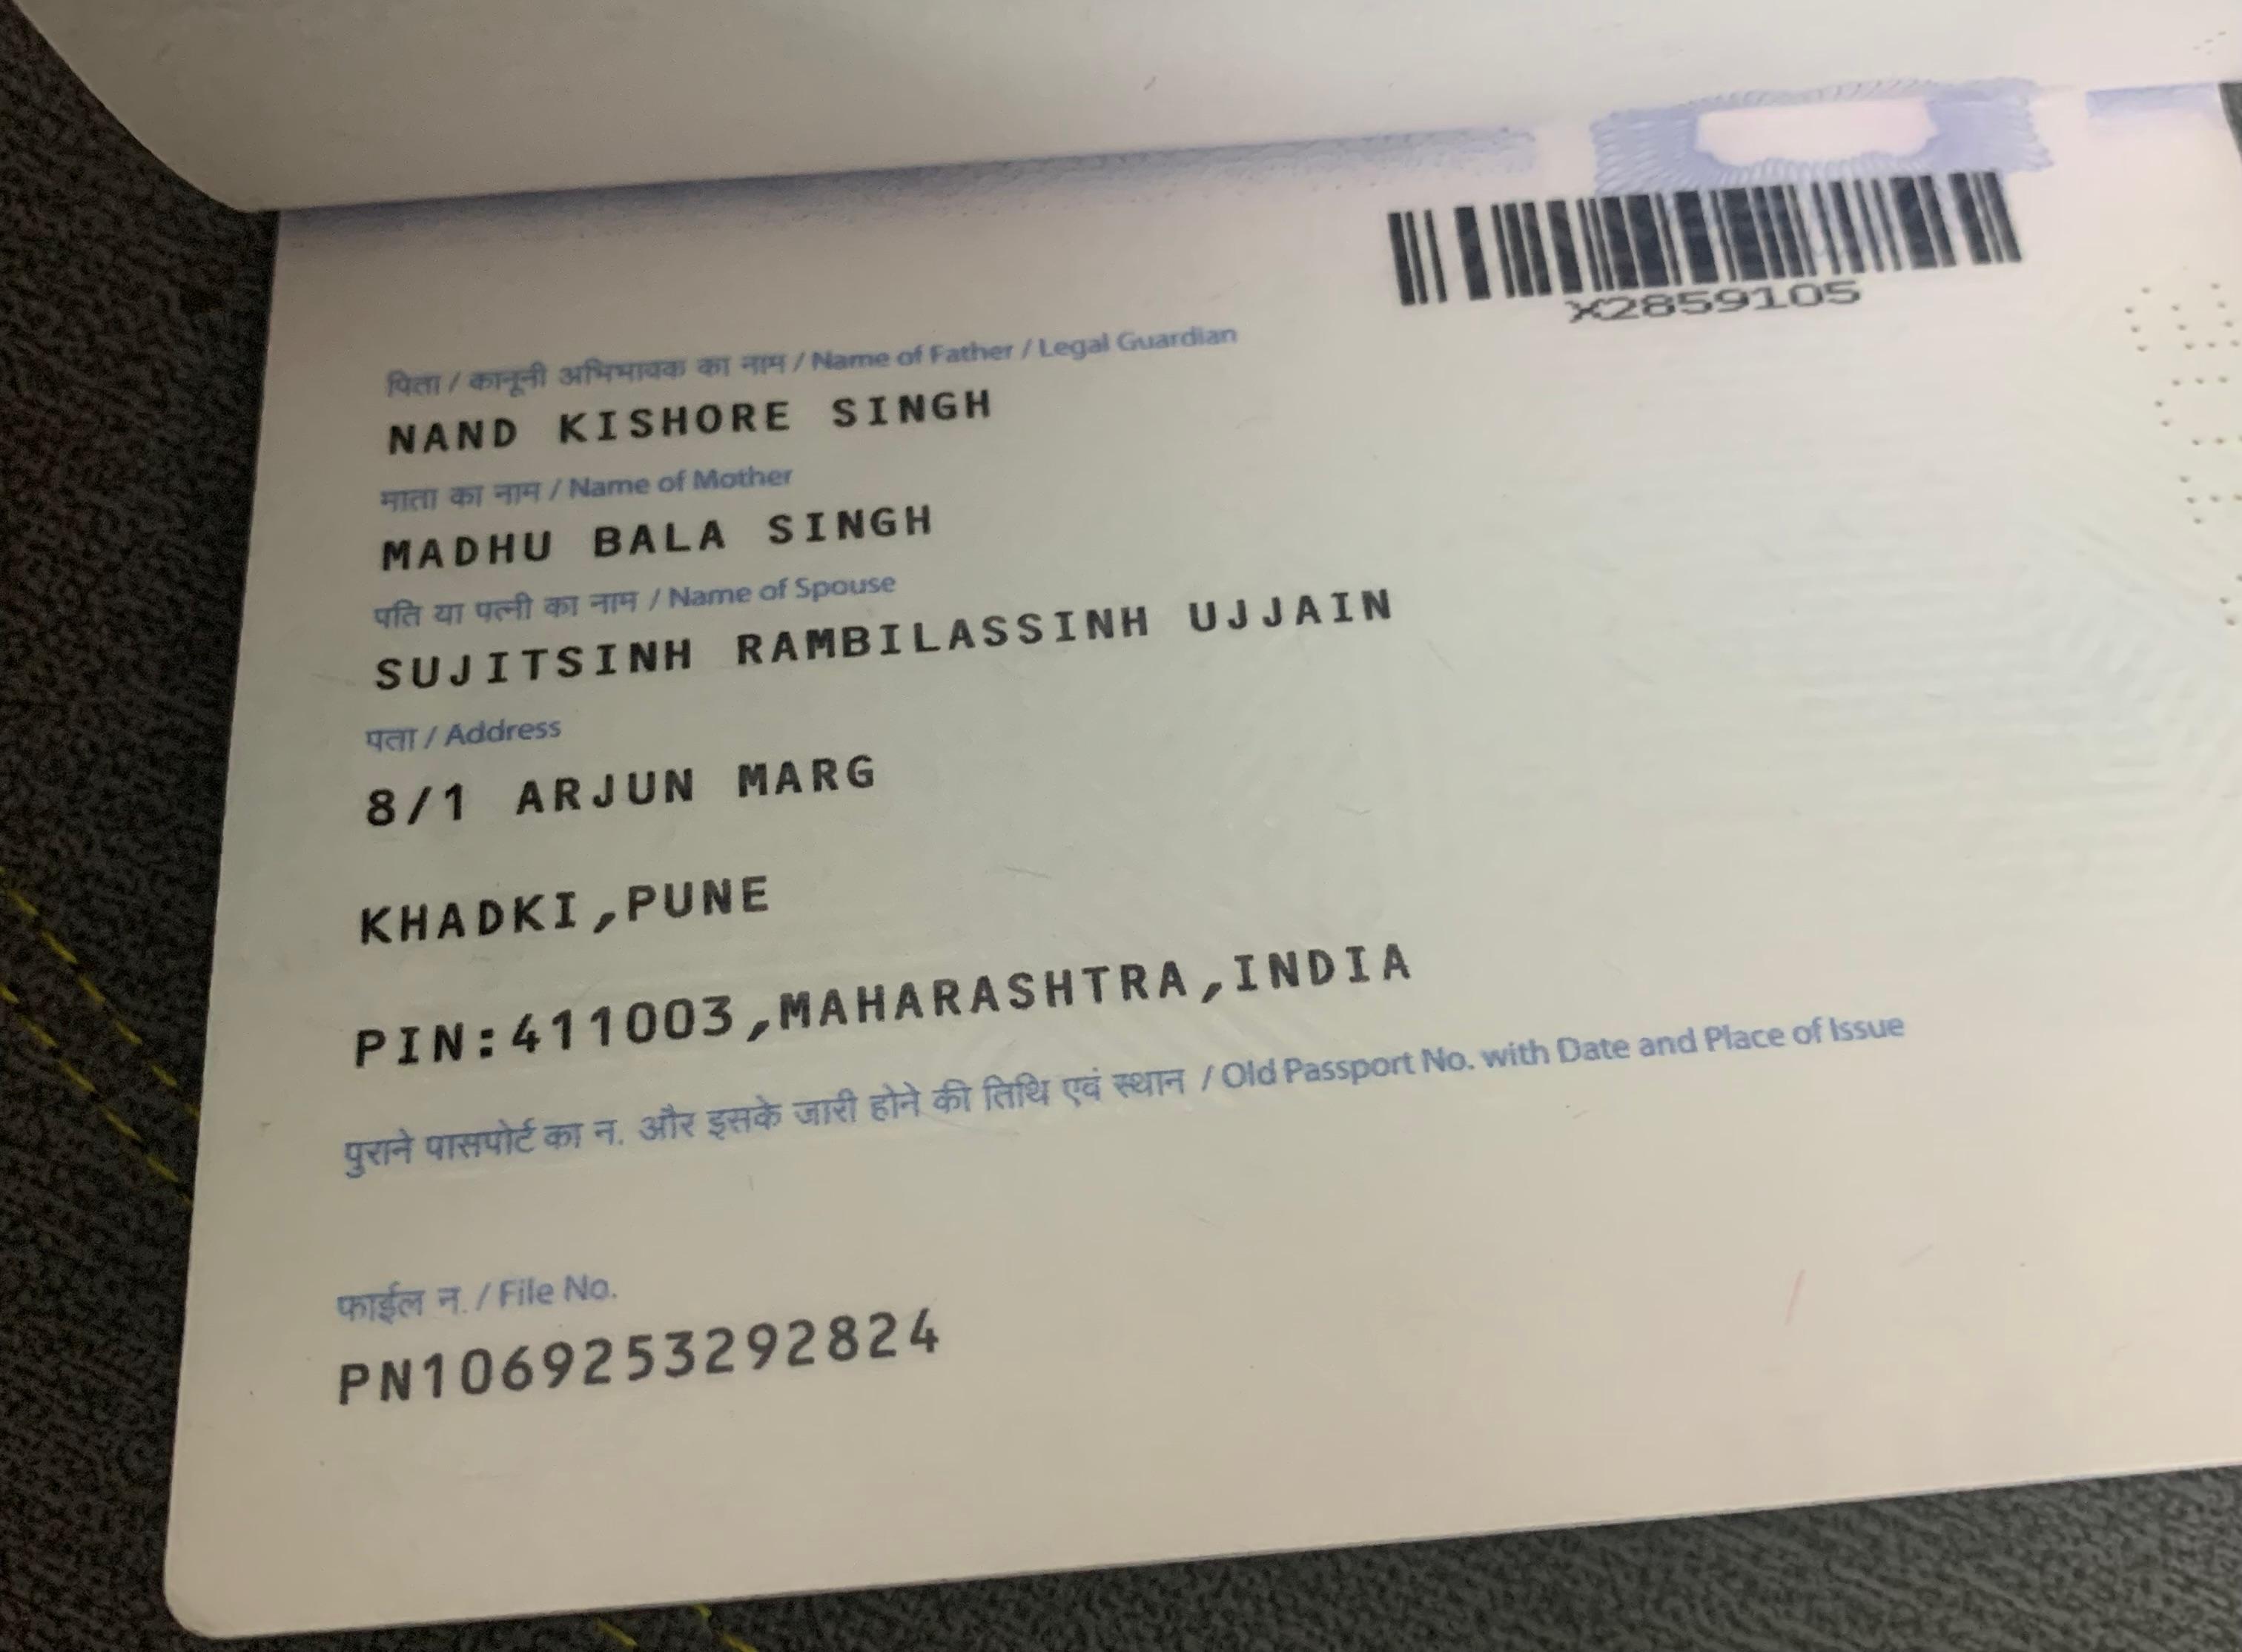 X2859105
पिता / कानूनी अभिभावक का नाम / Name of Father / Legal Guardian
NAND KISHORE SINGH
माता का नाम / Name of Mother
MADHU BALA SINGH
पति या पत्नी का नाम / Name of Spouse
SUJITSINH RAMBILASSINH UJJAIN
पता / Address
8/1 ARJUN MARG
KHADKI,PUNE
PIN:411003,MAHARASHTRA,INDIA
पुराने पासपोर्ट का न. और इसके जारी होने की तिथि एवं स्थान / Old Passport No. with Date and Place of Issue
फाईल न. / File No.
PN1069253292824